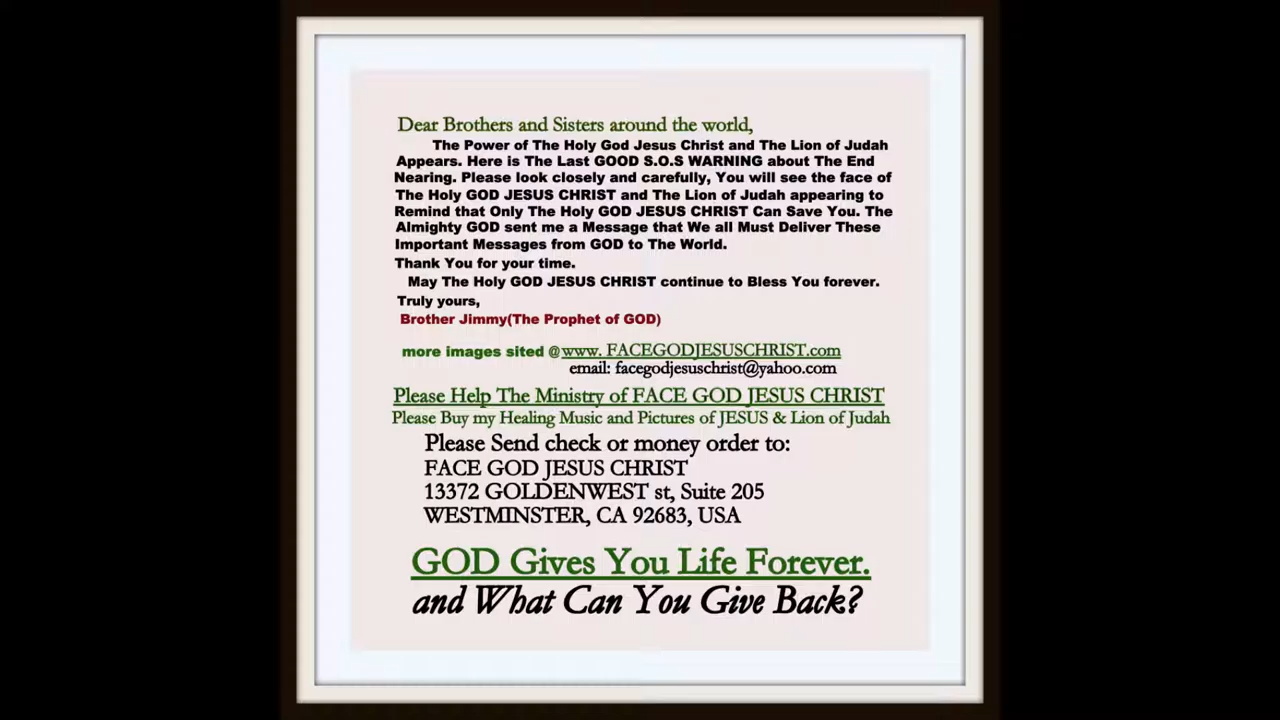 Dear Brothers and Sisters around the world,
The Power of The Holy God Jesus Christ and The Lion of Judah
Appears. Here is The Last GOOD S.O.S WARNING about The End
Nearing. Please look closely and carefully, You will see the face of
The Holy GOD JESUS CHRIST and The Lion of Judah appearing to
Remind that Only The Holy GOD JESUS CHRIST Can Save You. The
Almighty GOD sent me a Message that We all Must Deliver These
Important Messages from GOD to The World.
Thank You for your time.
May The Holy GOD JESUS CHRIST continue to Bless You forever.
Truly yours,
Brother Jimmy(The Prophet of GOD)
more images sited @www. FACEGODJESUSCHRIST.com
email: facegodjesuschrist@yahoo.com
Please Help The Ministry of FACE GOD JESUS CHRIST
Please Buy my Healing Music and Pictures of JESUS & Lion of Judah
Please Send check or money order to:
FACE GOD JESUS CHRIST
13372 GOLDENWEST st, Suite 205
WESTMINSTER, CA 92683, USA
GOD Gives You Life Forever.
and What Can You Give Back?